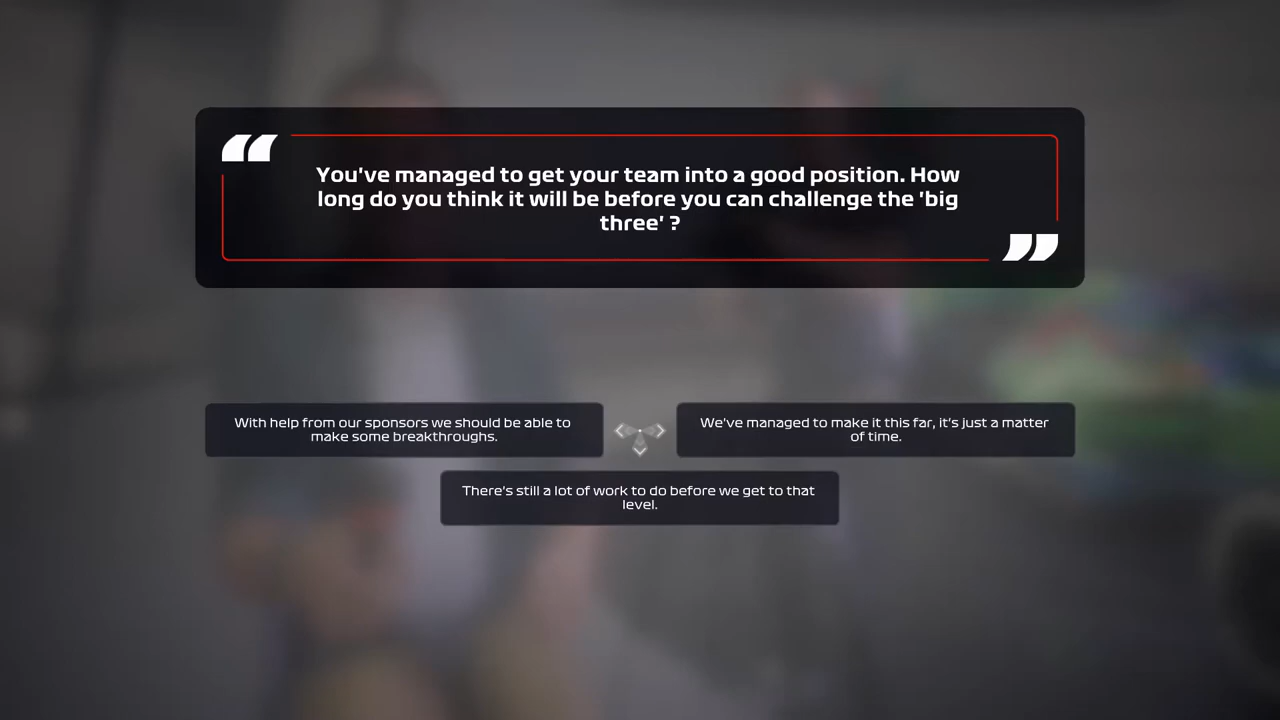 You've managed to get your team into a good position. How
long do you think it will be before you can challenge the 'big
three' ?
With help from our sponsors we should be able to
make some breakthroughs.
We've managed to make it this far, it's just a matter
of time.
There's still a lot of work to do before we get to that
level.